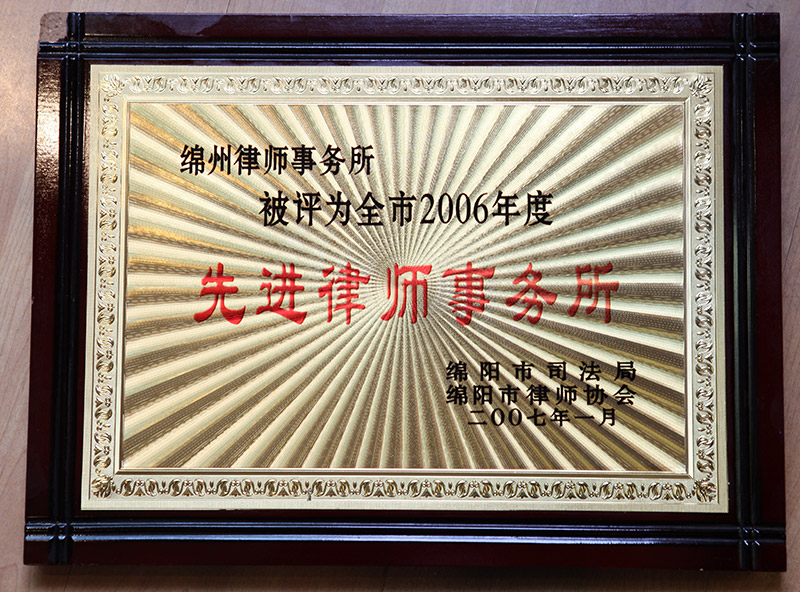 绵州律师事务所
被评为全市2006年度
先进律师事务所
绵阳市司法局
绵阳市律师协会
二〇〇七年一月